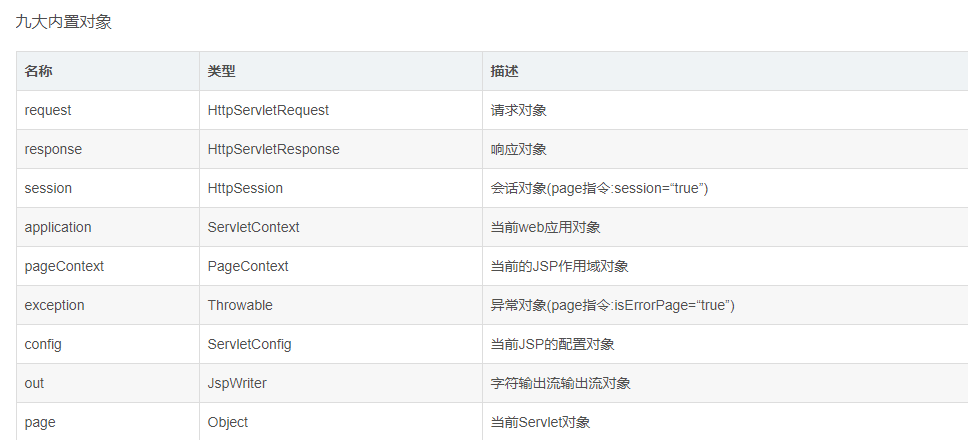 九大内置对象
名称 类型 描述
request HttpServletRequest 请求对象
response HttpServletResponse 响应对象
session HttpSession 会话对象(page指令:session=“true”)
application ServletContext 当前web应用对象
pageContext PageContext 当前的JSP作用域对象
exception Throwable 异常对象(page指令:isErrorPage=“true”)
config ServletConfig 当前JSP的配置对象
out JspWriter 字符输出流输出流对象
page Object 当前Servlet对象